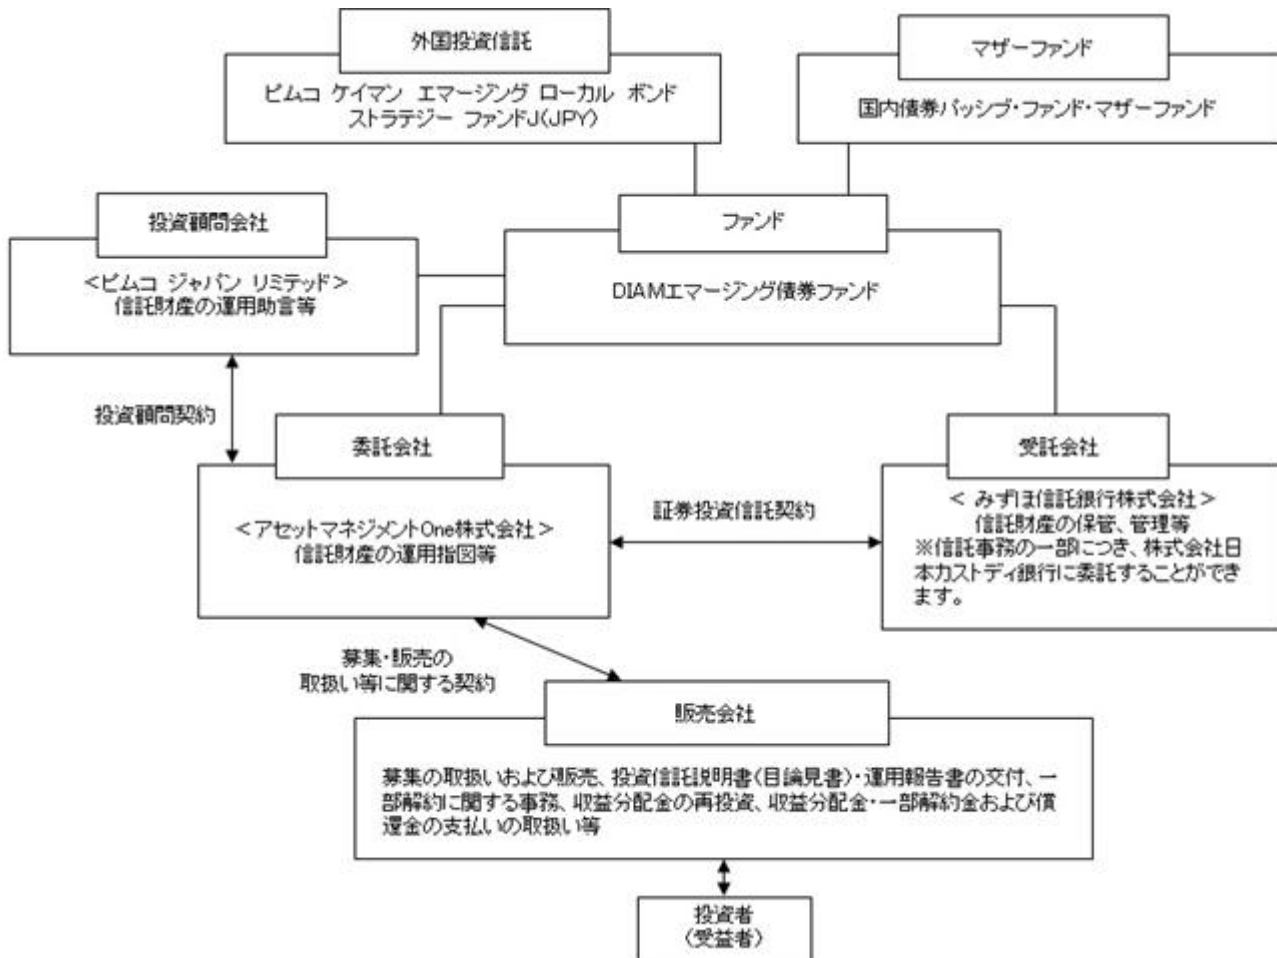 外国投資信託
ピムコ ケイマン エマージング ローカル ボンド
ストラテジー ファンドJ(JPY)
マザーファンド
国内債券パッシブ・ファンド・マザーファンド
投資顧問会社
＜ピムコ ジャパン リミテッド＞
信託財産の運用助言等
ファンド
DIAMエマージング債券ファンド
投資顧問契約
委託会社
＜アセットマネジメントOne株式会社＞
信託財産の運用指図等
証券投資信託契約
受託会社
＜ みずほ信託銀行株式会社＞
信託財産の保管、管理等
※信託事務の一部につき、株式会社日
本カストディ銀行に委託することができ
ます。
募集・販売の
取扱い等に関する契約
販売会社
募集の取扱いおよび販売、投資信託説明書(目論見書)・運用報告書の交付、一
部解約に関する事務、収益分配金の再投資、収益分配金・一部解約金および償
還金の支払いの取扱い等
投資者
(受益者)